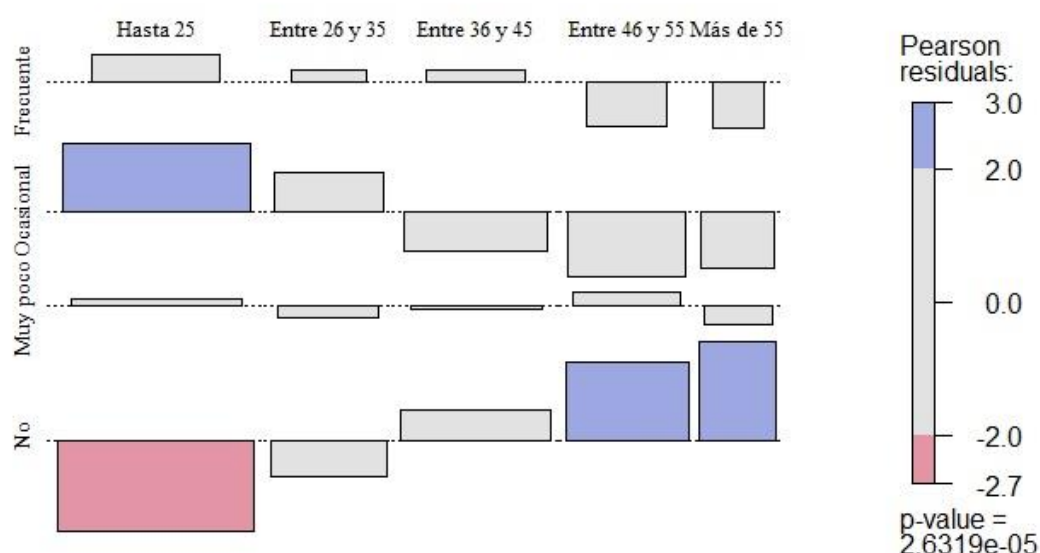 Hasta 25 Entre 26 y 35 Entre 36 y 45 Entre 46 y 55 Más de 55
Frecuente
Ocasional
Muy poco
No
Pearson
residuals:
3.0
2.0
0.0
-2.0
-2.7
p-value =
2.6319e-05